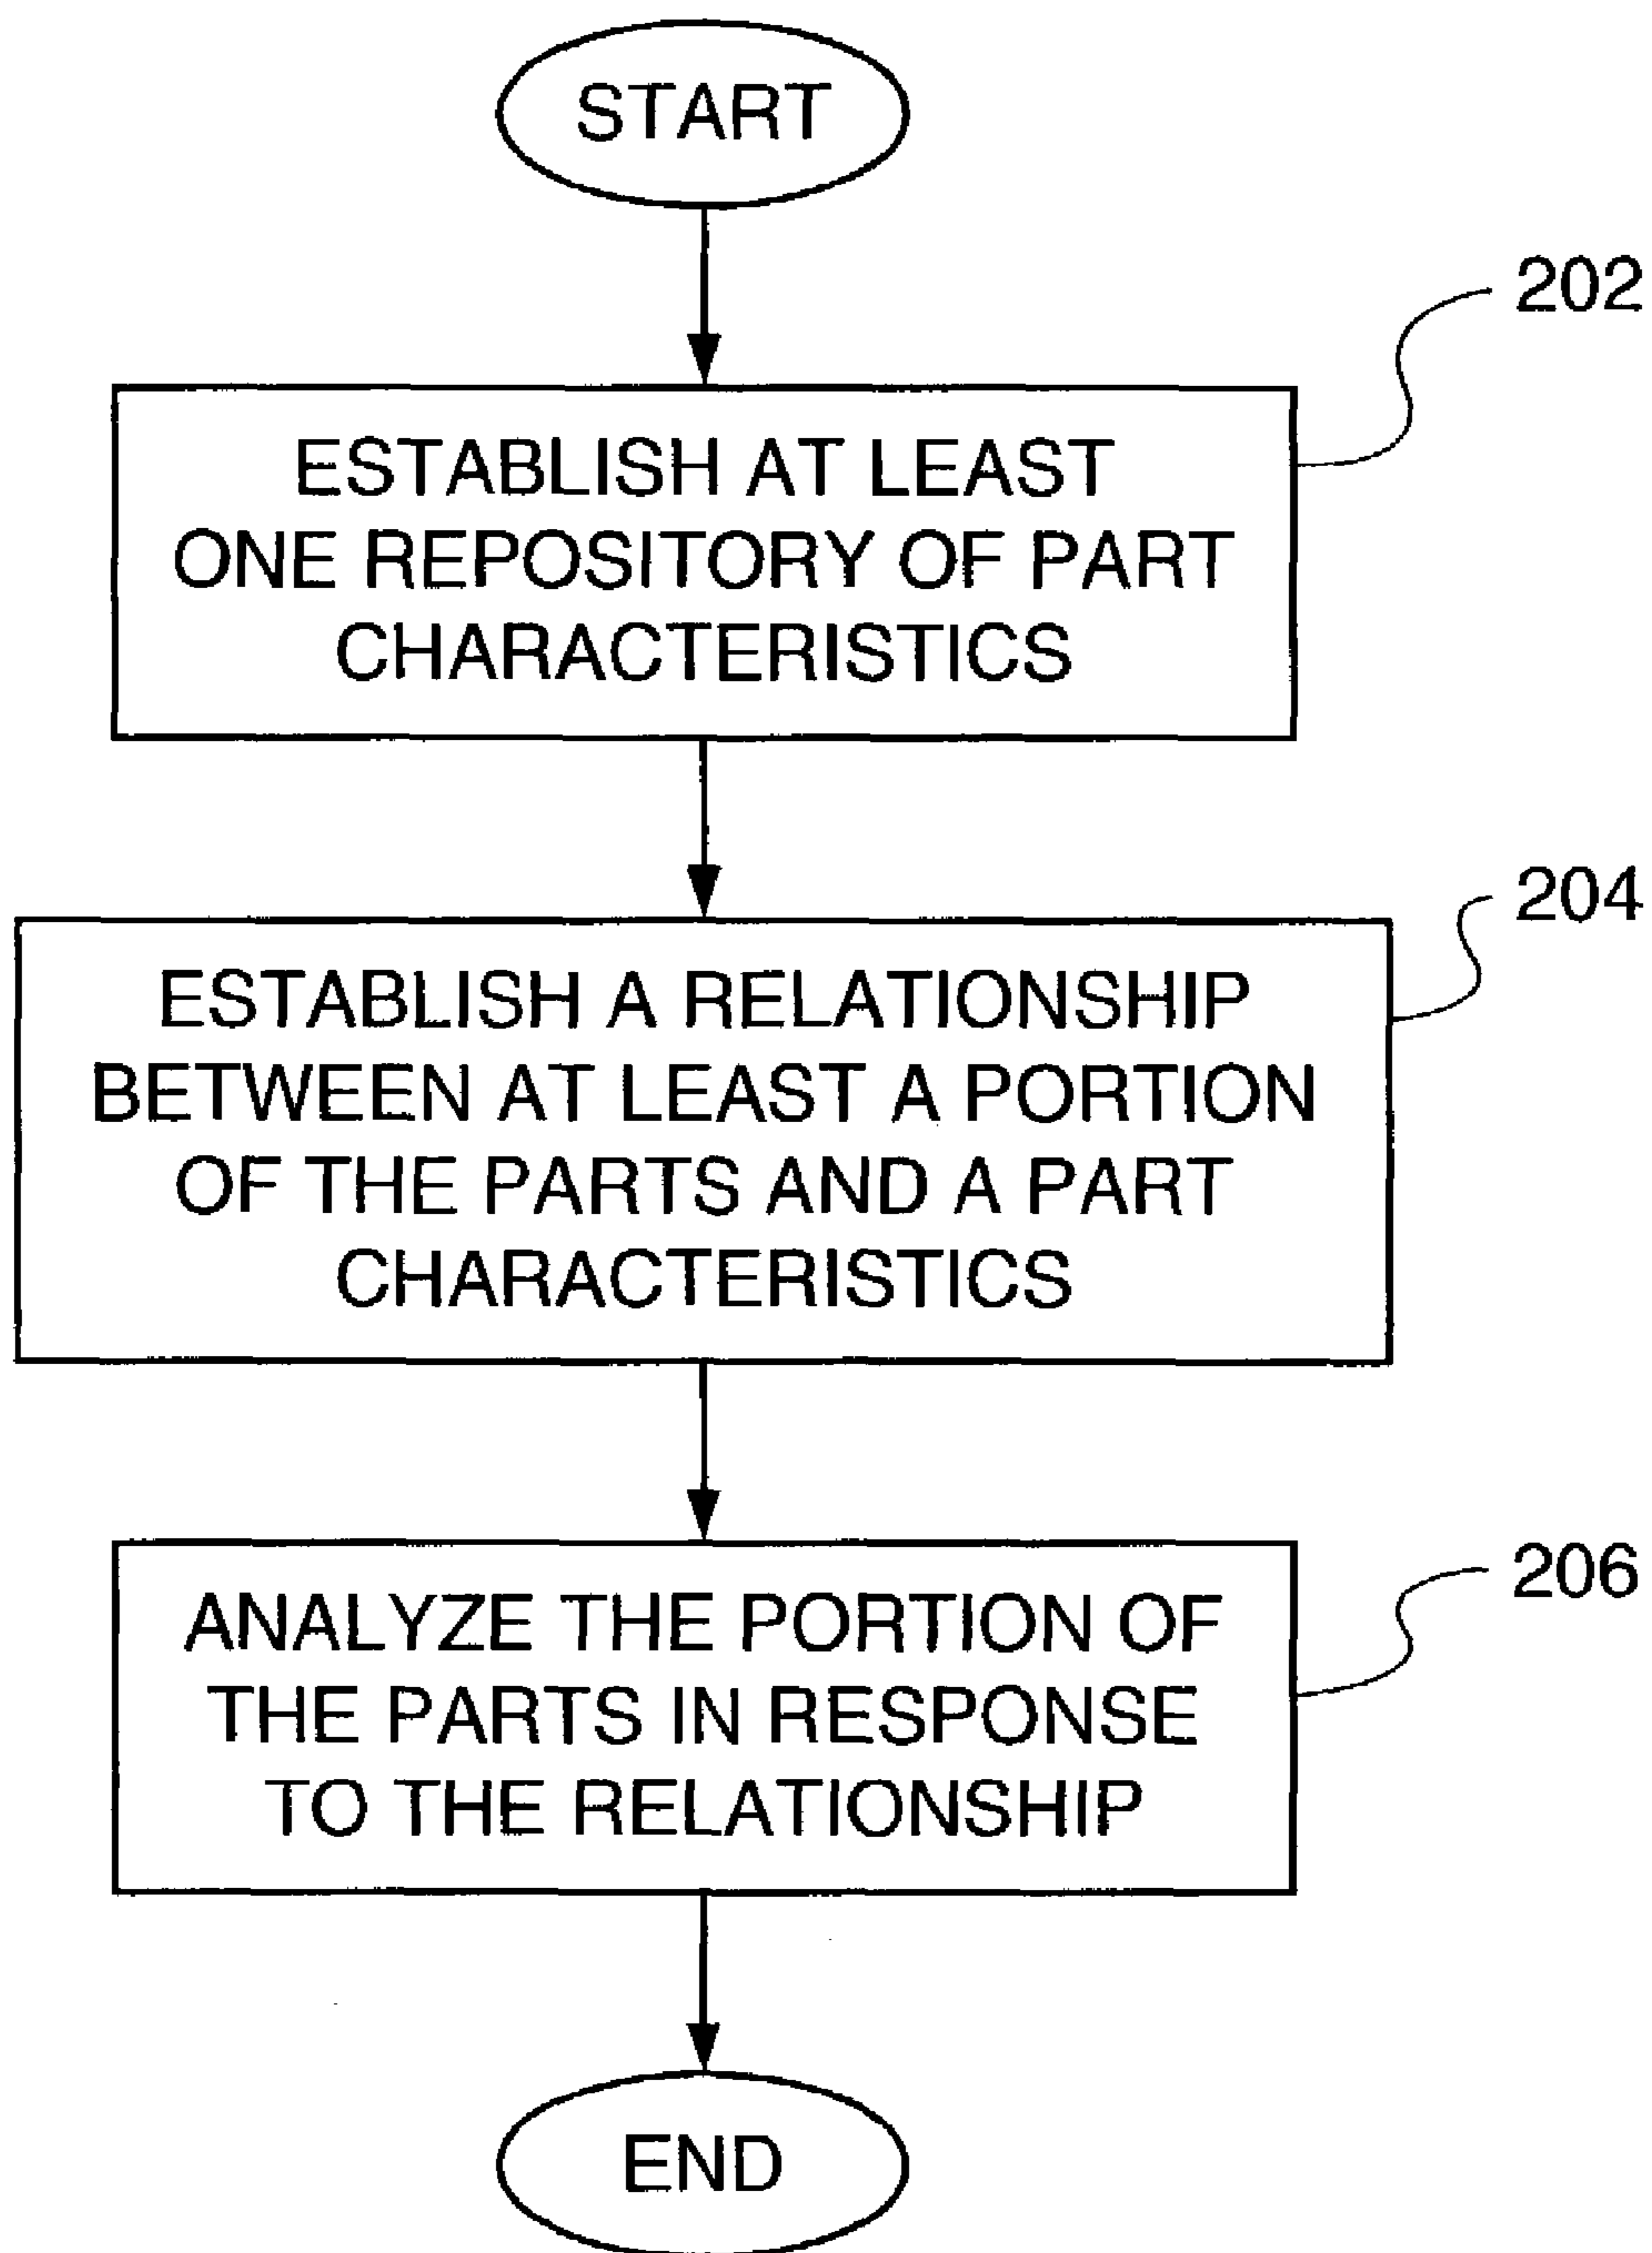 START
202
ESTABLISH AT LEAST
ONE REPOSITORY OF PART
CHARACTERISTICS
204
ESTABLISH A RELATIONSHIP
BETWEEN AT LEAST A PORTION
OF THE PARTS AND A PART
CHARACTERISTICS
206
ANALYZE THE PORTION OF
THE PARTS IN RESPONSE
TO THE RELATIONSHIP
END